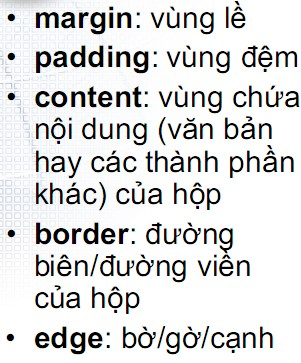 • margin: vùng lề
• padding: vùng đệm
• content: vùng chứa
nội dung (văn bản
hay các thành phần
khác) của hộp
• border: đường
biên/đường viền
của hộp
• edge: bờ/gờ/cạnh